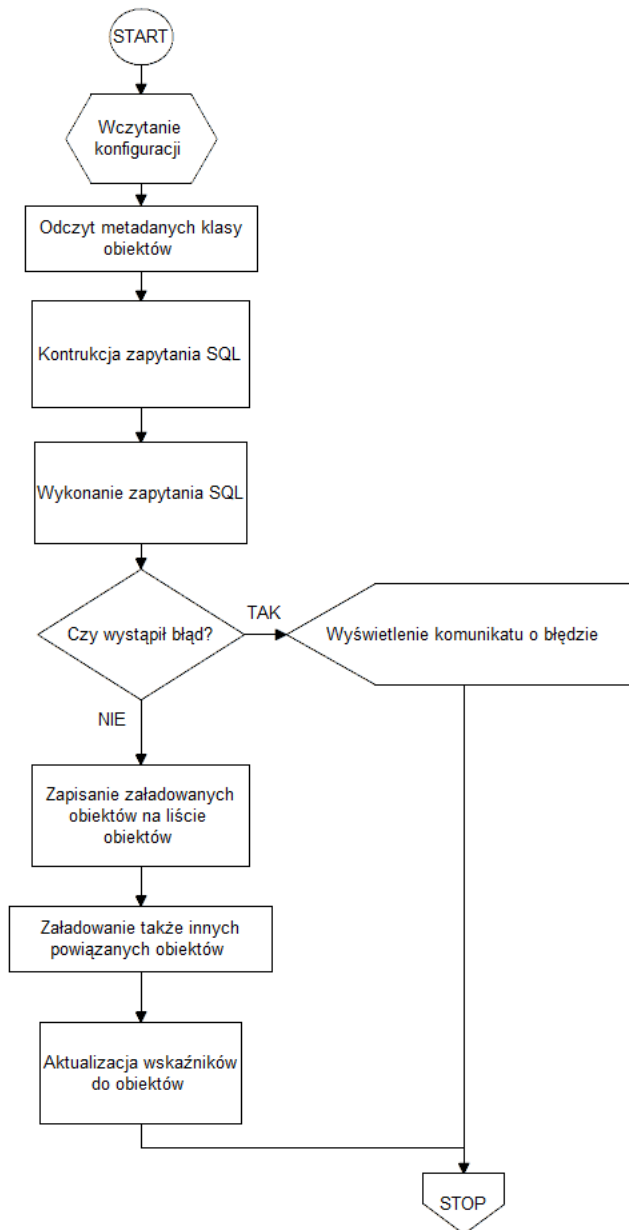 START
Wczytanie
konfiguracji
Odczyt metadanych klasy
obiektów
Kontrukcja zapytania SQL
Wykonanie zapytania SQL
Czy wystąpił błąd?
TAK
Wyświetlenie komunikatu o błędzie
NIE
Zapisanie załadowanych
obiektów na liście
obiektów
Załadowanie także innych
powiązanych obiektów
Aktualizacja wskaźników
do obiektów
STOP